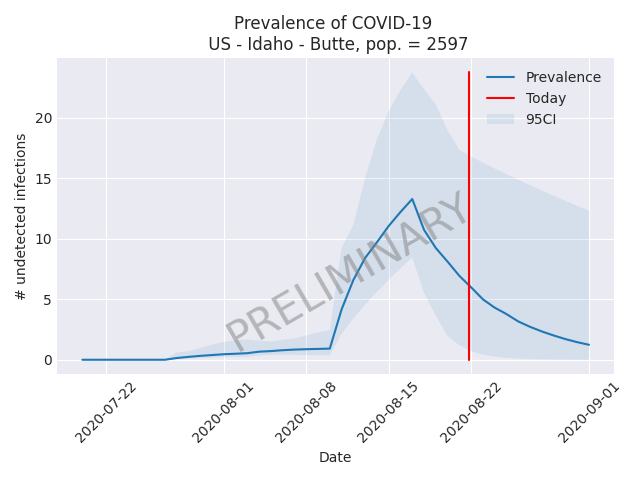 Prevalence of COVID-19
US - Idaho - Butte, pop. = 2597
Prevalence
Today
95CI
20
15
10
5
0
# undetected infections
PRELIMINARY
2020-07-22
2020-08-01
2020-08-08
2020-08-15
2020-08-22
2020-09-01
Date